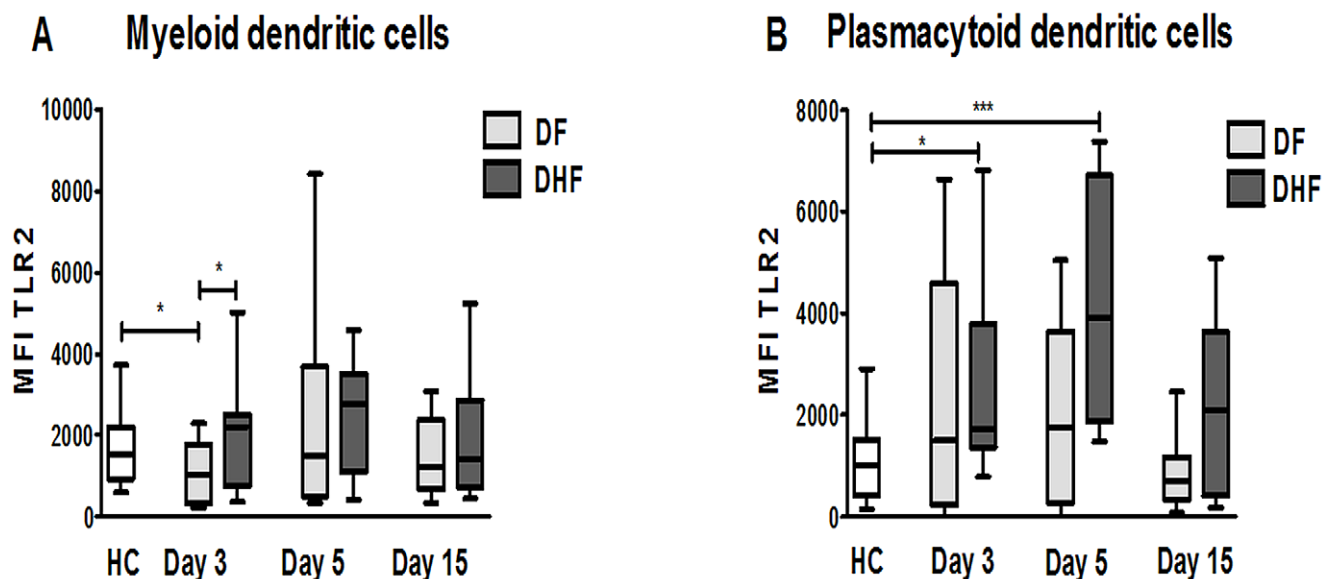 A Myeloid dendritic cells
MFI TLR2
10000
8000
6000
4000
2000
0
*
*
DF
DHF
HC Day 3 Day 5 Day 15
B Plasmacytoid dendritic cells
MFI TLR2
8000
6000
4000
2000
0
***
*
DF
DHF
HC Day 3 Day 5 Day 15